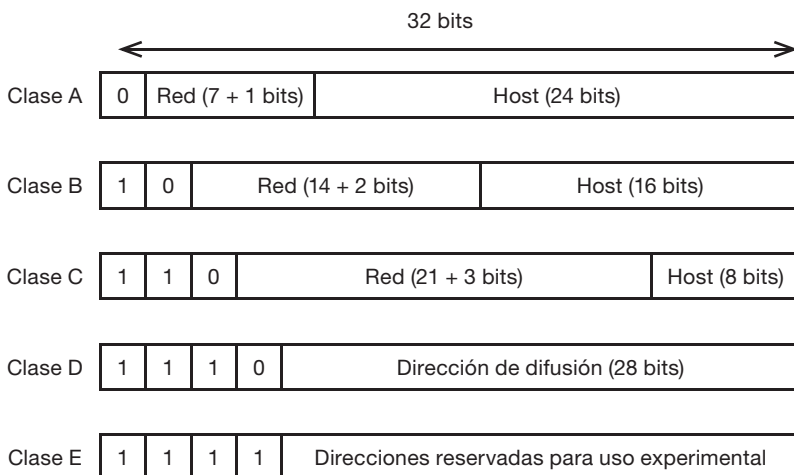 32 bits
Clase A 0 Red (7 + 1 bits) Host (24 bits)
Clase B 1 0 Red (14 + 2 bits) Host (16 bits)
Clase C 1 1 0 Red (21 + 3 bits) Host (8 bits)
Clase D 1 1 1 0 Dirección de difusión (28 bits)
Clase E 1 1 1 1 Direcciones reservadas para uso experimental